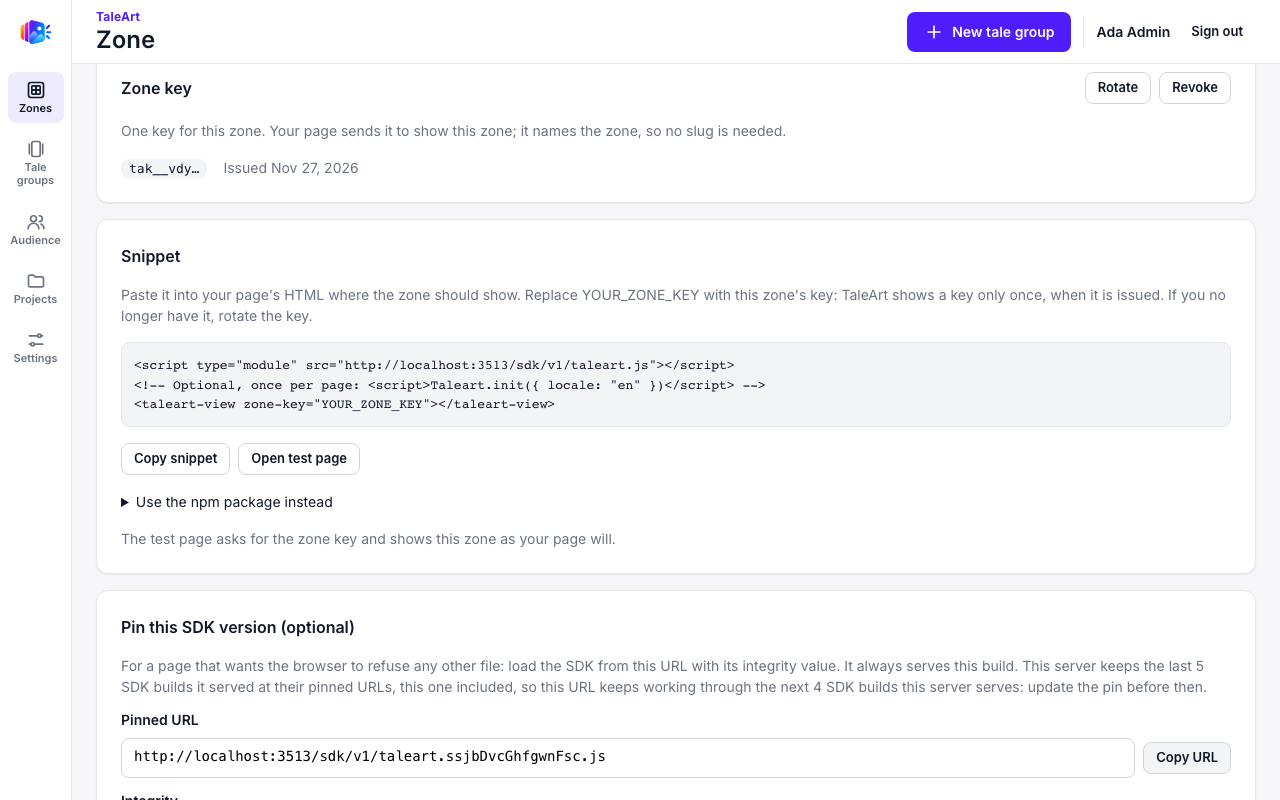 TaleArt
Zone
New tale group
Ada Admin
Sign out
Zones
Tale
groups
Audience
Projects
Settings
Zone key
Rotate
Revoke
One key for this zone. Your page sends it to show this zone; it names the zone, so no slug is needed.
tak__vdy…
Issued Nov 27, 2026
Snippet
Paste it into your page's HTML where the zone should show. Replace YOUR_ZONE_KEY with this zone's key: TaleArt shows a key only once, when it is issued. If you no
longer have it, rotate the key.
<script type="module" src="http://localhost:3513/sdk/v1/taleart.js"></script>
<!-- Optional, once per page: <script>Taleart.init({ locale: "en" })</script> -->
<taleart-view zone-key="YOUR_ZONE_KEY"></taleart-view>
Copy snippet
Open test page
Use the npm package instead
The test page asks for the zone key and shows this zone as your page will.
Pin this SDK version (optional)
For a page that wants the browser to refuse any other file: load the SDK from this URL with its integrity value. It always serves this build. This server keeps the last 5
SDK builds it served at their pinned URLs, this one included, so this URL keeps working through the next 4 SDK builds this server serves: update the pin before then.
Pinned URL
http://localhost:3513/sdk/v1/taleart.ssjbDvcGhfgwnFsc.js
Copy URL
Integrity